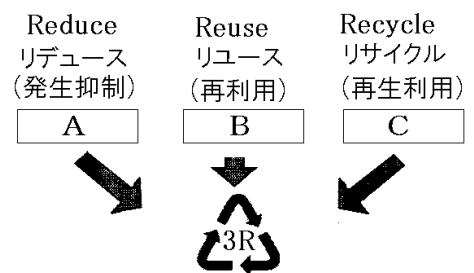 Reduce
リデュース
(発生抑制)
A
Reuse
リユース
(再利用)
B
Recycle
リサイクル
(再生利用)
C
3R